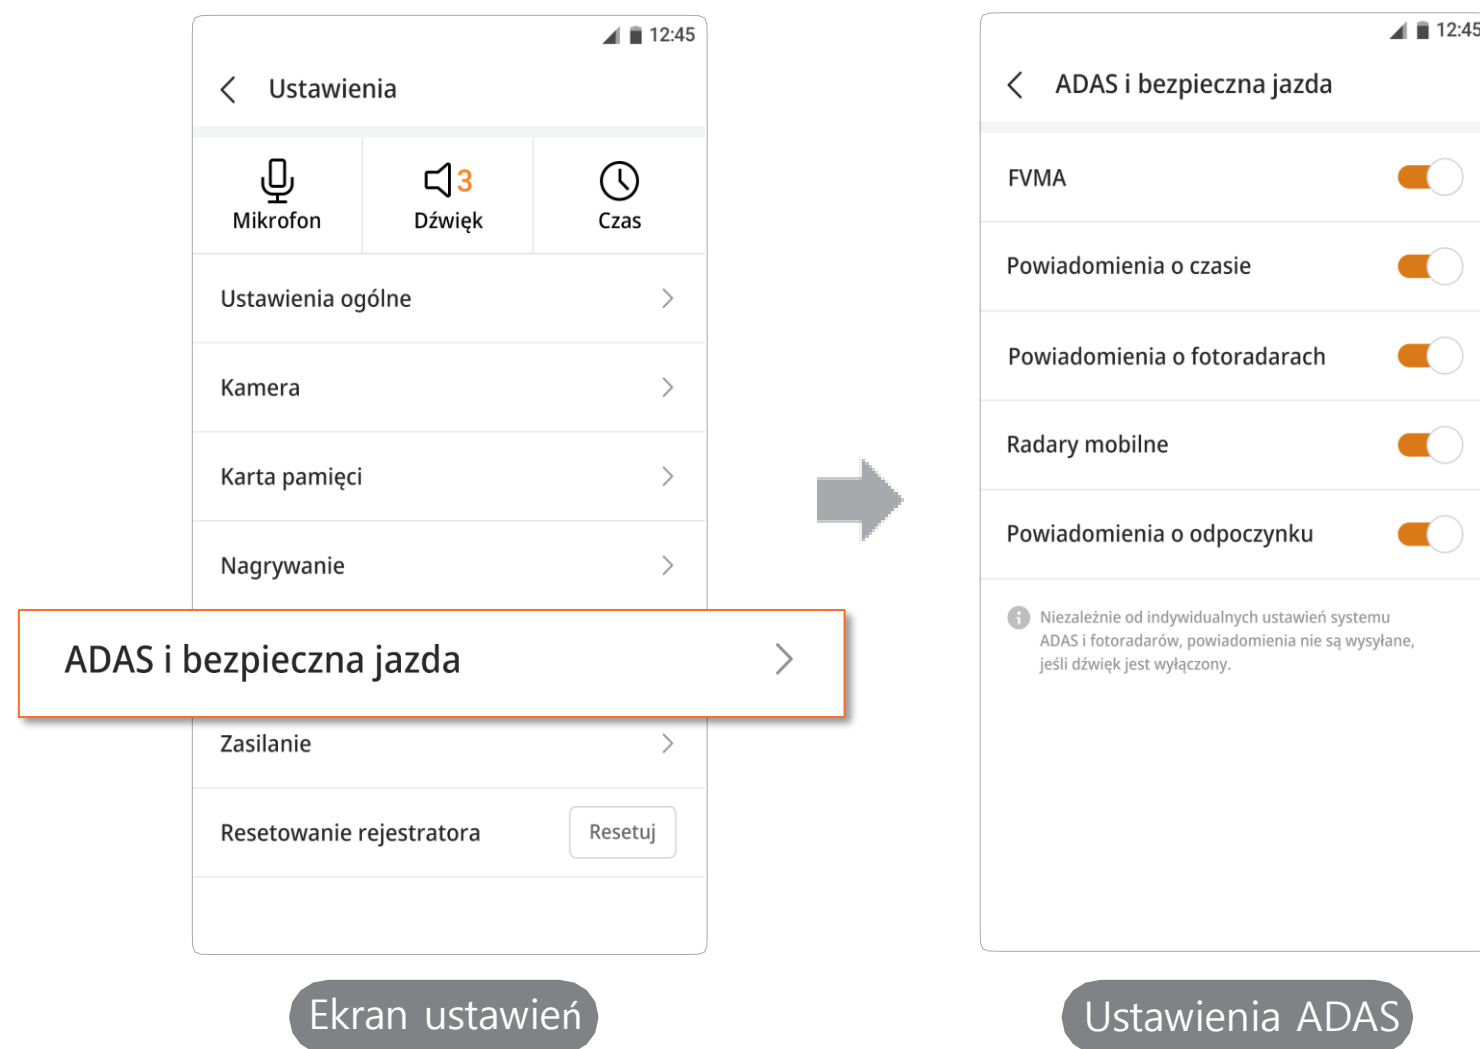 12:45
Ustawienia
3
Mikrofon
Dźwięk
Czas
Ustawienia ogólne
Kamera
Karta pamięci
Nagrywanie
ADAS i bezpieczna jazda
Zasilanie
Resetowanie rejestratora
Resetuj
Ekran ustawień
12:45
ADAS i bezpieczna jazda
FVMA
Powiadomienia o czasie
Powiadomienia o fotoradarach
Radary mobilne
Powiadomienia o odpoczynku
Niezależnie od indywidualnych ustawień systemu
ADAS i fotoradarów, powiadomienia nie są wysyłane,
jeśli dźwięk jest wyłączony.
Ustawienia ADAS